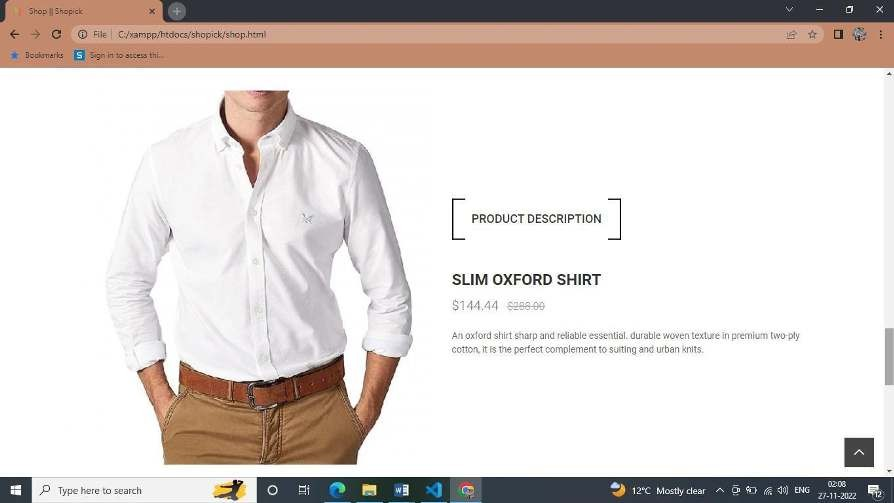 Shop || Shopick
File
C:/xampp/htdocs/shopick/shop.html
Bookmarks
Sign in to access thi...
PRODUCT DESCRIPTION
SLIM OXFORD SHIRT
$144.44 $288.00
An oxford shirt sharp and reliable essential. durable woven texture in premium two-ply
cotton, it is the perfect complement to suiting and urban knits.
Type here to search
12°C Mostly clear
ENG
02:08
27-11-2022
12